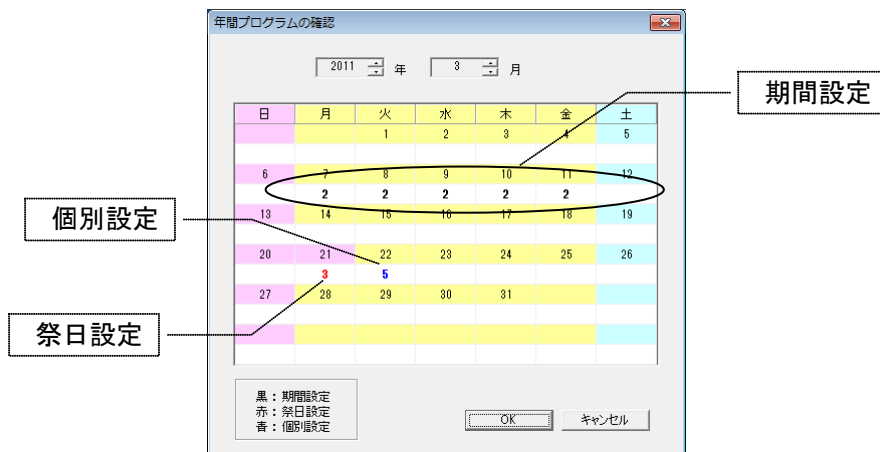 年間プログラムの確認
2011 年 3 月
期間設定
日 月 火 水 木 金 土
1 2 3 4 5
6 7 8 9 10 11 12
2 2 2 2 2
個別設定
13 14 15 16 17 18 19
20 21 22 23 24 25 26
3 5
祭日設定
27 28 29 30 31
黒：期間設定
赤：祭日設定
青：個別設定
OK キャンセル